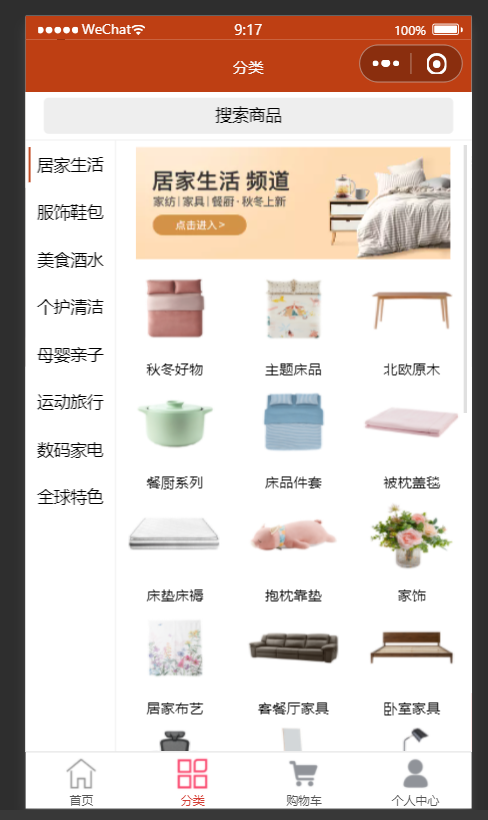 WeChat
9:17
100%
分类
搜索商品
居家生活
服饰鞋包
美食酒水
个护清洁
母婴亲子
运动旅行
数码家电
全球特色
居家生活 频道
家纺 | 家具 | 餐厨 · 秋冬上新
点击进入 >
秋冬好物
主题床品
北欧原木
餐厨系列
床品件套
被枕盖毯
床垫床褥
抱枕靠垫
家饰
居家布艺
客餐厅家具
卧室家具
首页
分类
购物车
个人中心